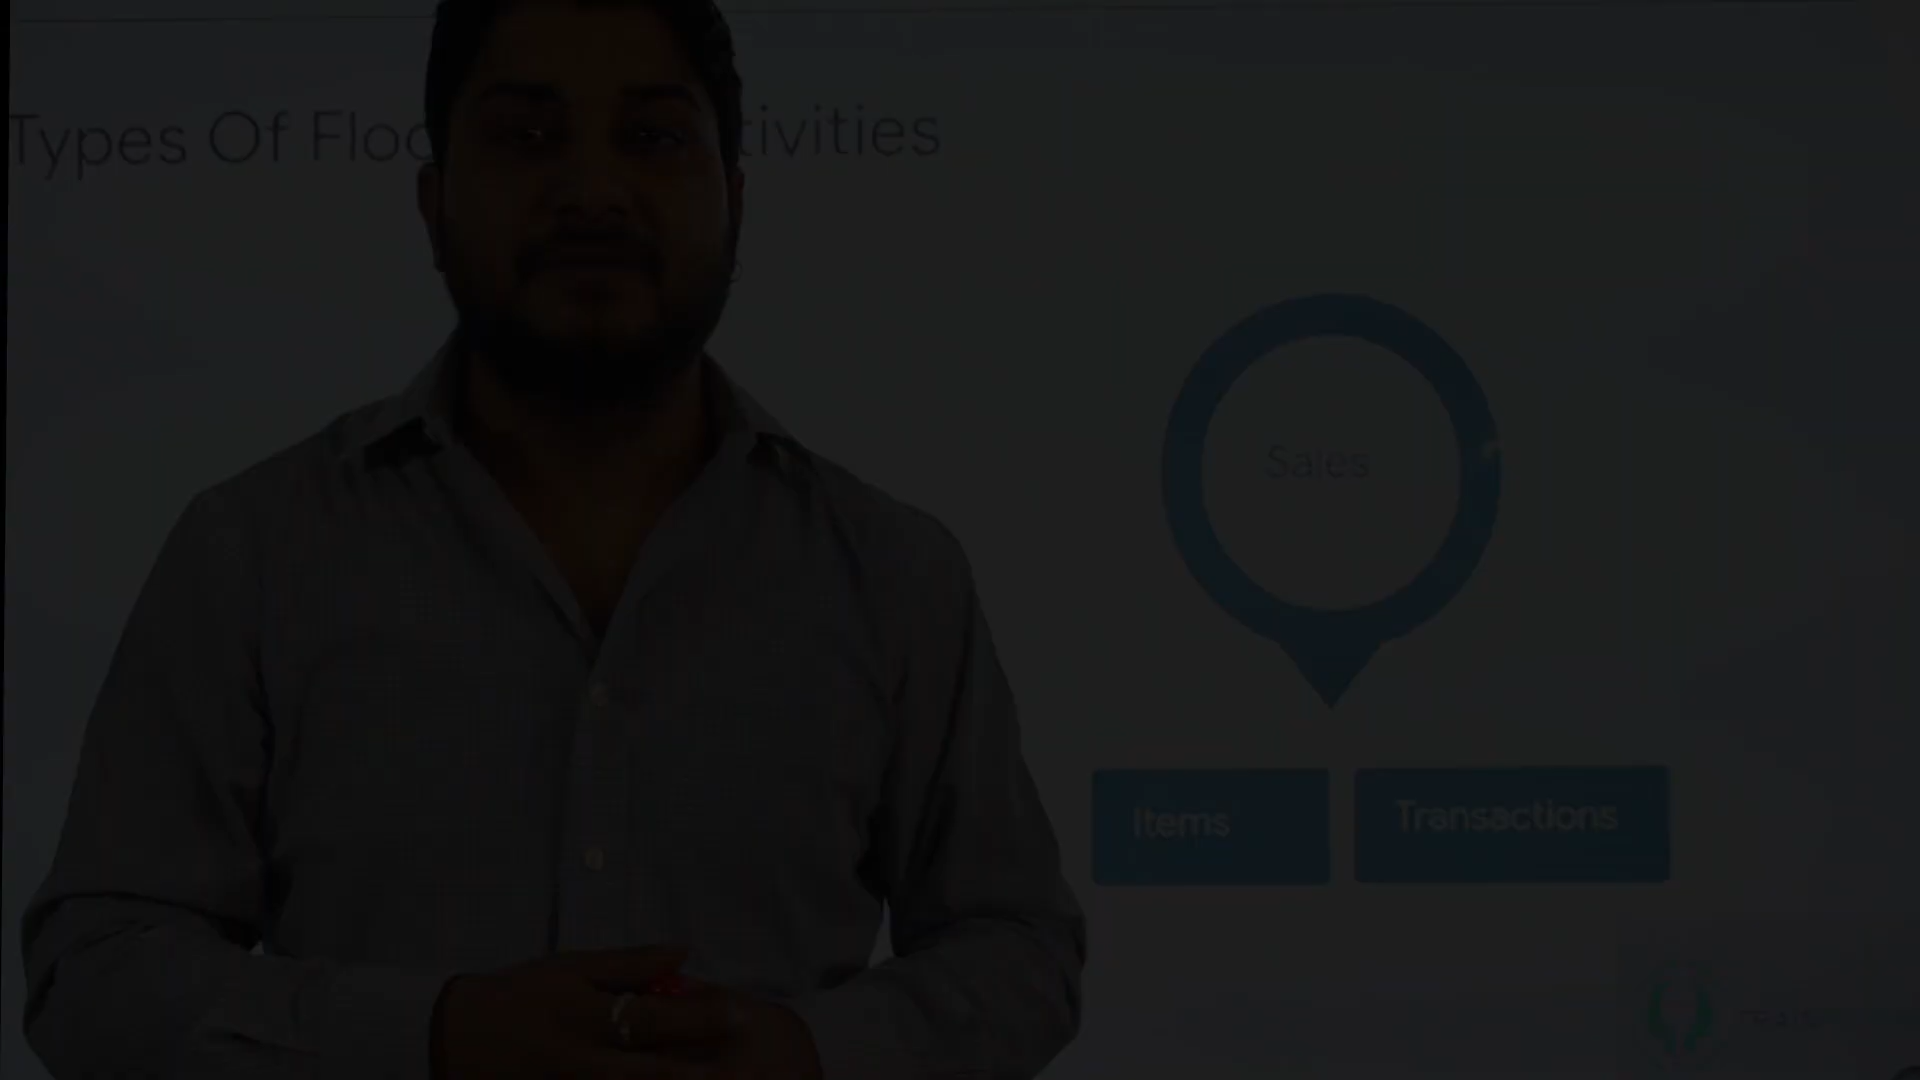 Types Of Floo tivities
Sales
Items
Transactions